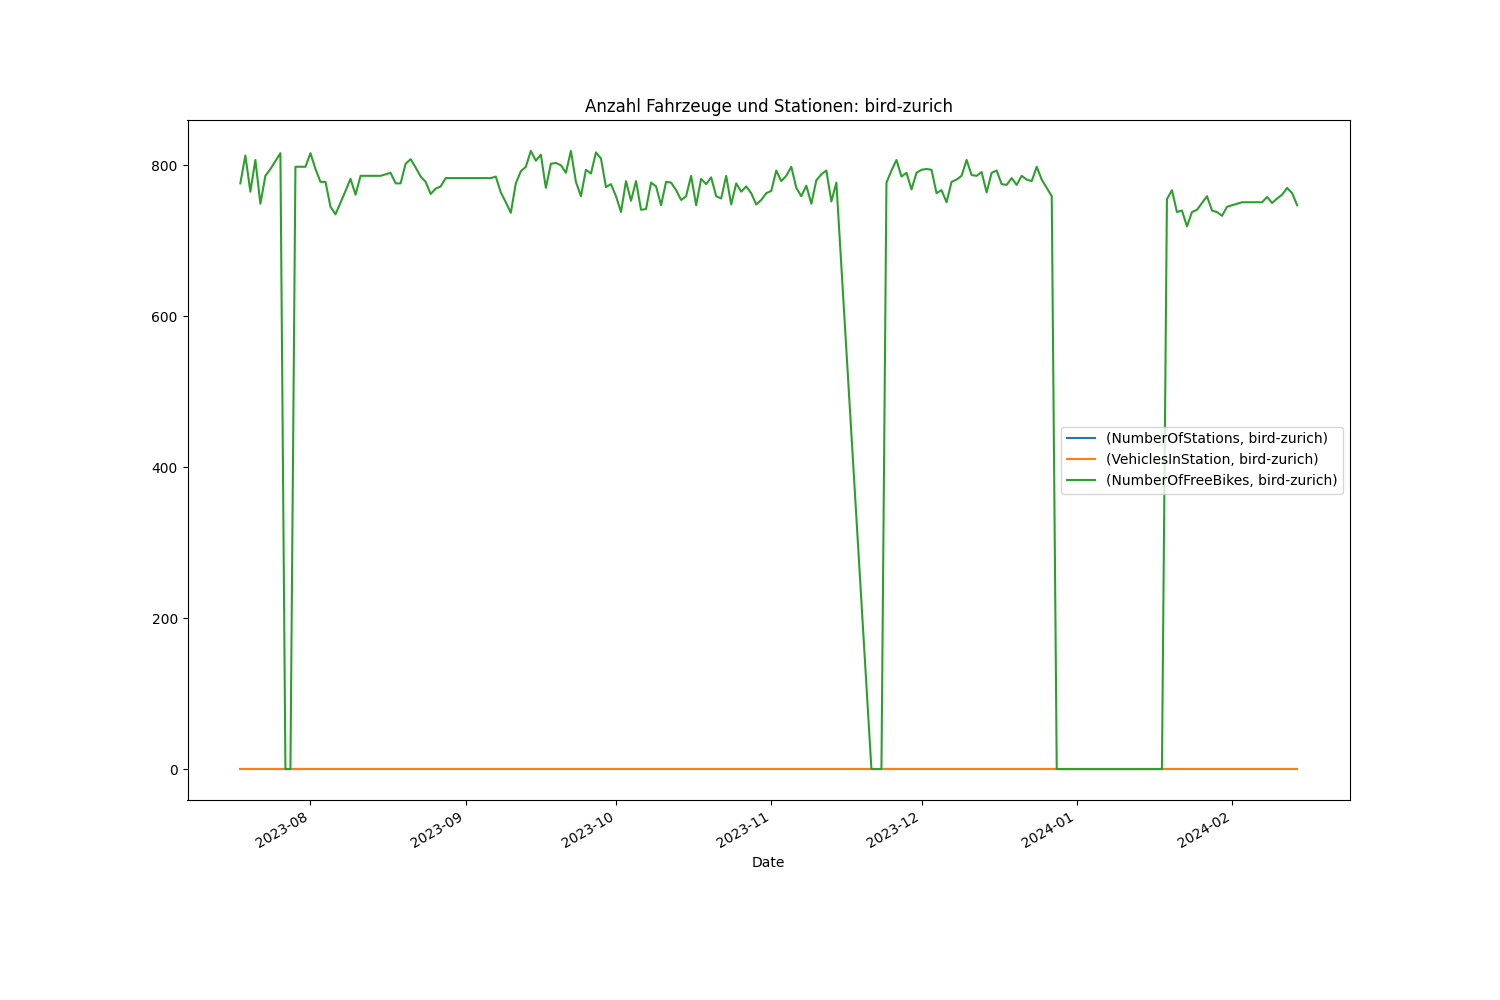 Anzahl Fahrzeuge und Stationen: bird-zurich
800
600
400
200
0
(NumberOfStations, bird-zurich)
(VehiclesInStation, bird-zurich)
(NumberOfFreeBikes, bird-zurich)
2023-08
2023-09
2023-10
2023-11
2023-12
2024-01
2024-02
Date